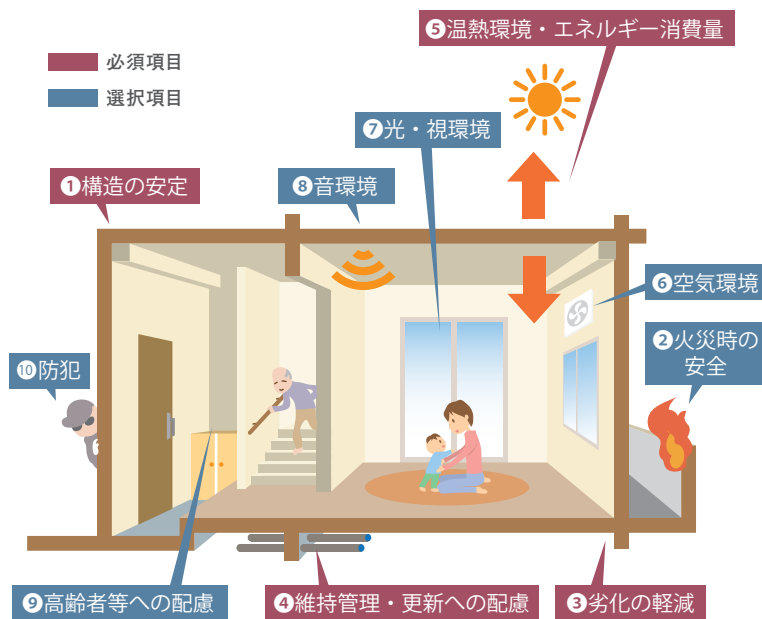 必須項目
選択項目
❺温熱環境・エネルギー消費量
❼光・視環境
❶構造の安定
❽音環境
❻空気環境
❷火災時の
安全
❿防犯
❾高齢者等への配慮
❹維持管理・更新への配慮
❸劣化の軽減